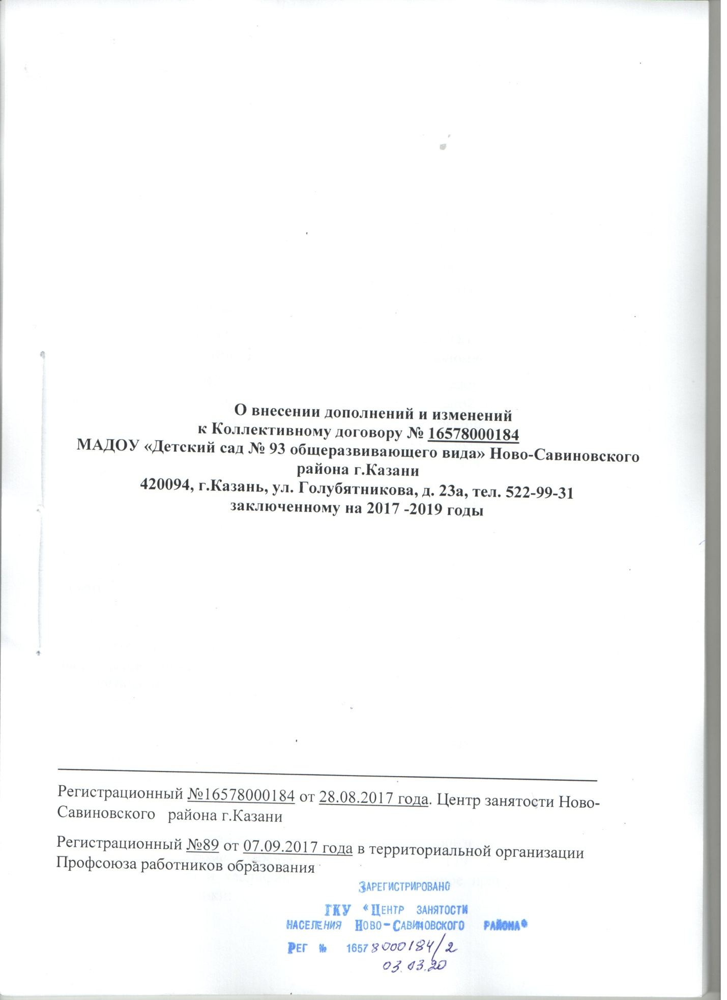 О внесении дополнений и изменений
к Коллективному договору № 16578000184
МАДОУ «Детский сад № 93 общеразвивающего вида» Ново-Савиновского
района г.Казани
420094, г.Казань, ул. Голубятникова, д. 23а, тел. 522-99-31
заключенному на 2017 -2019 годы
Регистрационный №16578000184 от 28.08.2017 года. Центр занятости Ново-
Савиновского района г.Казани
Регистрационный №89 от 07.09.2017 года в территориальной организации
Профсоюза работников образования
ЗАРЕГИСТРИРОВАНО
ГКУ «ЦЕНТР ЗАНЯТОСТИ
НАСЕЛЕНИЯ НОВО-САВИНОВСКОГО РАЙОНА»
РЕГ № 16578000184/2
03.03.20